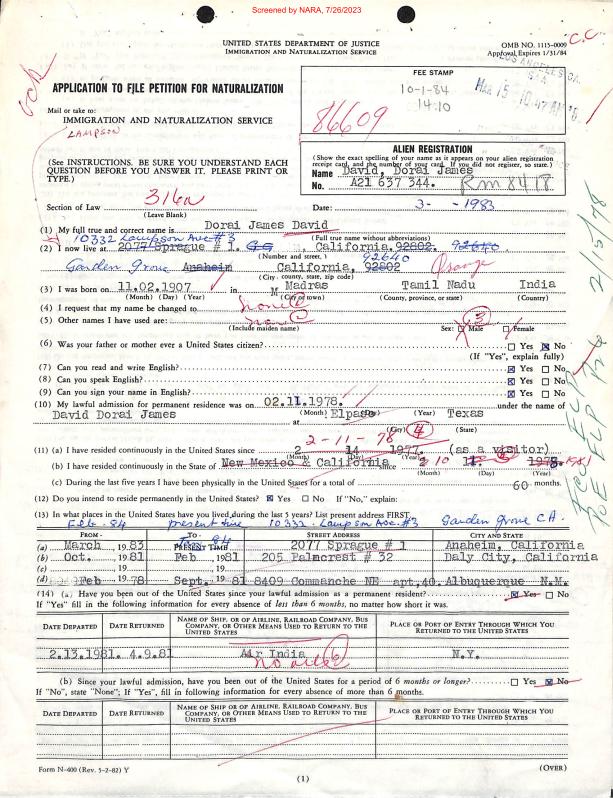 Screened by NARA, 7/26/2023
C.C.
UNITED STATES DEPARTMENT OF JUSTICE
IMMIGRATION AND NATURALIZATION SERVICE
OMB NO. 1115-0009
Approval Expires 1/31/84
APPLICATION TO FILE PETITION FOR NATURALIZATION
FEE STAMP
10-1-84
14.10
86609
LOS ANGELES CA.
MAR 15 10:47 AM
Mail or take to:
IMMIGRATION AND NATURALIZATION SERVICE
LAMPSON
(See INSTRUCTIONS. BE SURE YOU UNDERSTAND EACH QUESTION BEFORE YOU ANSWER IT. PLEASE PRINT OR TYPE.)
ALIEN REGISTRATION
(Show the exact spelling of your name as it appears on your alien registration receipt card, and the number of your card. If you did not register, so state.)
Name David, Dorai James
No. A21 637 344. Rm 8418
Section of Law 316a
(Leave Blank)
Date: 3- -1983
(1) My full true and correct name is Dorai James David
(Full true name without abbreviations)
10332 Lampson Ave #3
(2) I now live at 2077 Sprague # 1. California. 92802. 92640
(Number and street, )
92640
Garden Grove Anaheim California, 92802 Orange
(City, county, state, zip code)
(3) I was born on 11.02.1907 in Madras Tamil Nadu India
(Month) (Day) (Year) (City or town) (County, province, or state) (Country)
(4) I request that my name be changed to none
(5) Other names I have used are: none
(Include maiden name)
Sex: Male Female
3
(6) Was your father or mother ever a United States citizen? Yes No
(If "Yes", explain fully)
(7) Can you read and write English? Yes No
(8) Can you speak English? Yes No
(9) Can you sign your name in English? Yes No
(10) My lawful admission for permanent residence was on 02.11.1978. under the name of
(Month) (Day) (Year)
David Dorai James at Elpaso Texas
(City) (State)
4
2-11-78
(11) (a) I have resided continuously in the United States since 2 14 1977. (as a visitor)
(Month) (Day) (Year)
(b) I have resided continuously in the State of New Mexico & California since 2 10 11. 1978. 1981
(c) During the last five years I have been physically in the United States for a total of 60 months.
(12) Do you intend to reside permanently in the United States? Yes No If "No", explain:
(13) In what places in the United States have you lived during the last 5 years? List present address FIRST.
Feb - 84 present time 10332 Lampson Ave. #3 Garden Grove CA.
FROM - TO - STREET ADDRESS CITY AND STATE
(a) March 1983 PRESENT TIME 2077 Sprague # 1 Anaheim, California
(b) Oct. 1981 Feb 1981 205 Palmcrest # 32 Daly City, California
(c) 19 19
(d) Feb 1978 Sept. 1981 8409 Commanche NE apt,40. Albuquerque N.M.
(14) (a) Have you been out of the United States since your lawful admission as a permanent resident? Yes No
If "Yes" fill in the following information for every absence of less than 6 months, no matter how short it was.
DATE DEPARTED DATE RETURNED NAME OF SHIP, OR OF AIRLINE, RAILROAD COMPANY, BUS COMPANY, OR OTHER MEANS USED TO RETURN TO THE UNITED STATES PLACE OR PORT OF ENTRY THROUGH WHICH YOU RETURNED TO THE UNITED STATES
2.13.1981. 4.9.81 Air India N.Y.
6
(b) Since your lawful admission, have you been out of the United States for a period of 6 months or longer? Yes No
If "No", state "None"; If "Yes", fill in following information for every absence of more than 6 months.
DATE DEPARTED DATE RETURNED NAME OF SHIP, OR OF AIRLINE, RAILROAD COMPANY, BUS COMPANY, OR OTHER MEANS USED TO RETURN TO THE UNITED STATES PLACE OR PORT OF ENTRY THROUGH WHICH YOU RETURNED TO THE UNITED STATES
Form N-400 (Rev. 5-2-82) Y
(1)
(OVER)